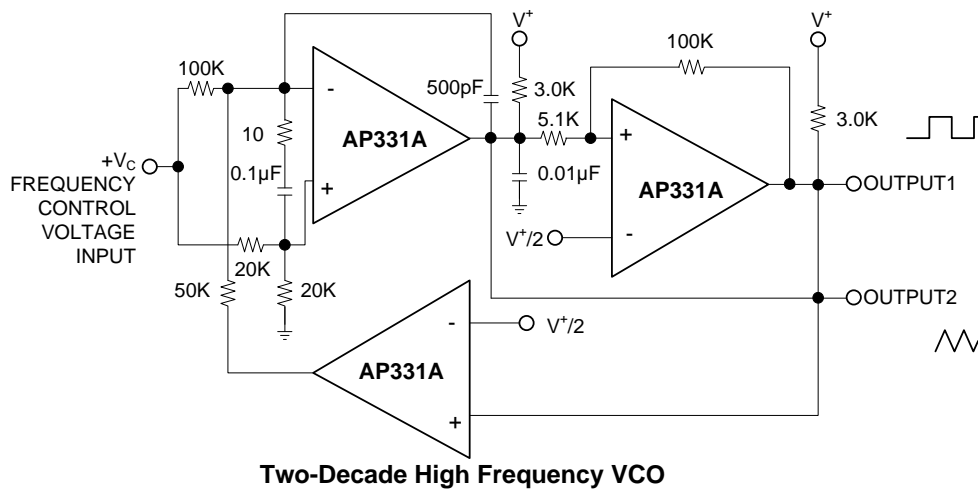 V+
V+
100K
100K
500pF
3.0K
3.0K
-
5.1K
+
10
AP331A
AP331A
+VC
0.1µF
+
0.01µF
OUTPUT1
FREQUENCY
CONTROL
VOLTAGE
INPUT
V+/2
-
20K
50K
20K
OUTPUT2
-
V+/2
AP331A
+
Two-Decade High Frequency VCO